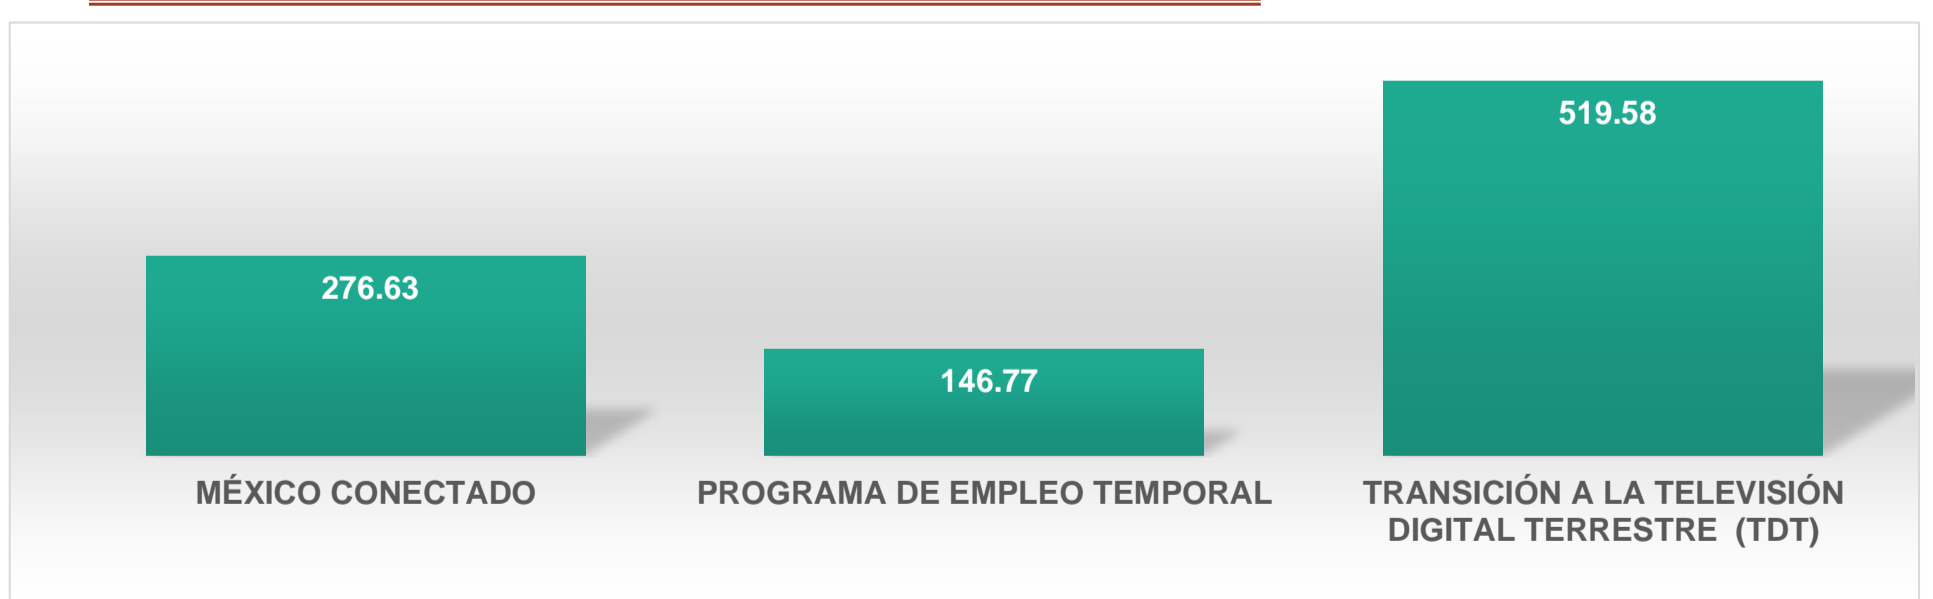 519.58
276.63
146.77
MÉXICO CONECTADO
PROGRAMA DE EMPLEO TEMPORAL
TRANSICIÓN A LA TELEVISIÓN
DIGITAL TERRESTRE  (TDT)